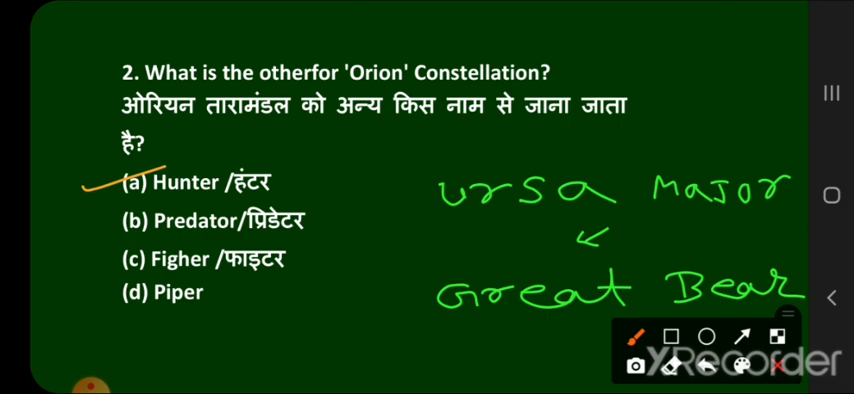 2. What is the otherfor 'Orion' Constellation?
ओरियन तारामंडल को अन्य किस नाम से जाना जाता
है?
(a) Hunter /हंटर
(b) Predator/प्रिडेटर
(c) Figher /फाइटर
(d) Piper
Ursa Major
Great Bear
XRecorder